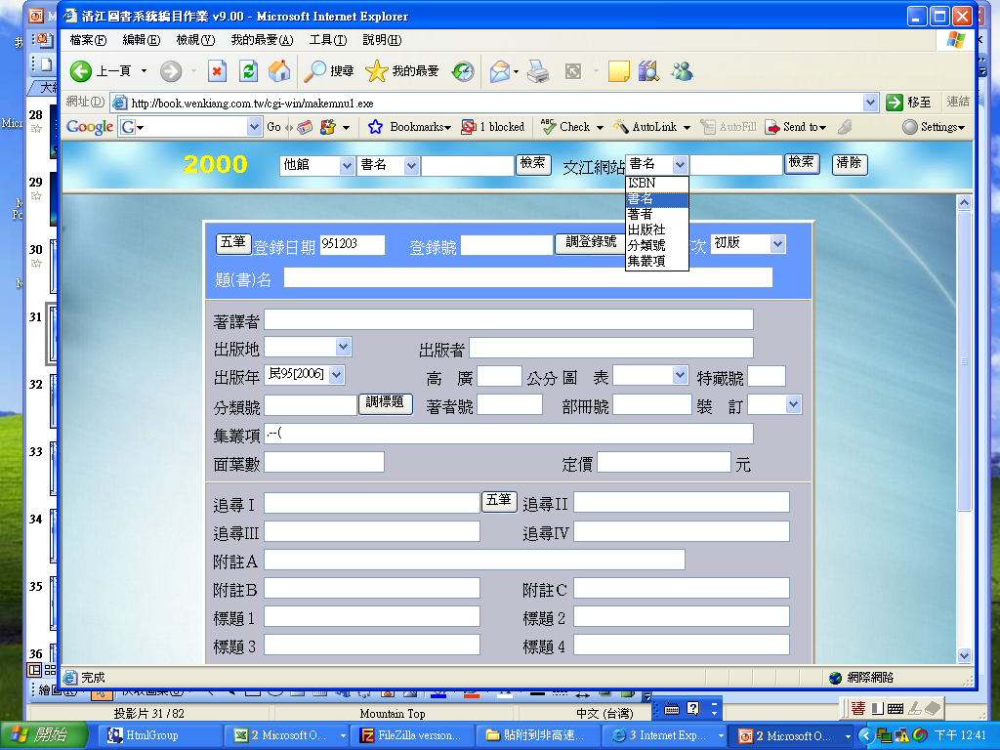 清江圖書系統編目作業 v9.00 - Microsoft Internet Explorer
檔案(F) 編輯(E) 檢視(V) 我的最愛(A) 工具(T) 說明(H)
上一頁 搜尋 我的最愛
網址(D) http://book.wenkiang.com.tw/cgi-win/makemnu1.exe 移至 連結
Google G Go Bookmarks 1 blocked ABC Check AutoLink AutoFill Send to Settings
2000 他館 書名 檢索 文江網站 書名 檢索 清除
ISBN
書名
著者
出版社
分類號
集叢項
五筆 登錄日期 951203 登錄號 調登錄號 次 初版
題(書)名
著譯者
出版地 出版者
出版年 民95[2006] 高 廣 公分 圖 表 特藏號
分類號 調標題 著者號 部冊號 裝 訂
集叢項 .--(
面葉數 定價 元
追尋 I 五筆 追尋II
追尋III 追尋IV
附註A
附註B 附註C
標題 1 標題 2
標題 3 標題 4
28
29
30
31
32
33
34
35
36
完成 網際網路
投影片 31 / 82 Mountain Top 中文 (台灣)
開始 HtmlGroup 2 Microsoft O... FileZilla version... 貼附到非高速... 3 Internet Exp... 2 Microsoft O... 下午 12:41